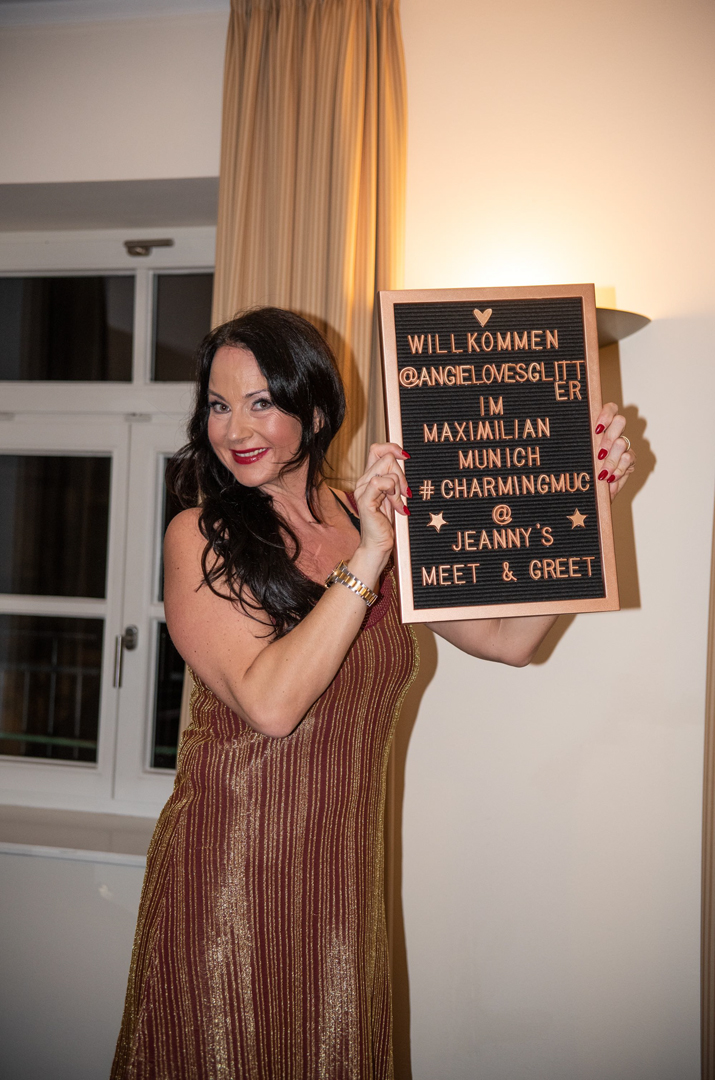 WILLKOMMEN
@ANGIELOVESGLITT
ER
IM
MAXIMILIAN
MUNICH
# CHARMINGMUC
@
JEANNY'S
MEET & GREET